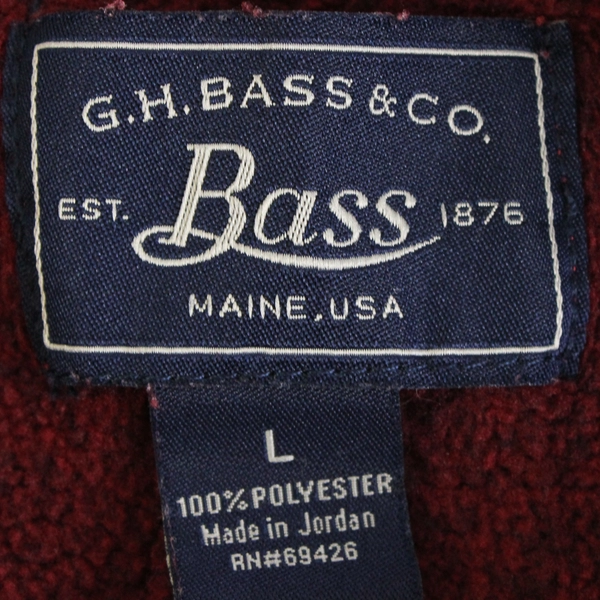 G.H. BASS & CO.
Bass
EST. 1876
MAINE, USA
L
100% POLYESTER
Made in Jordan
RN#69426